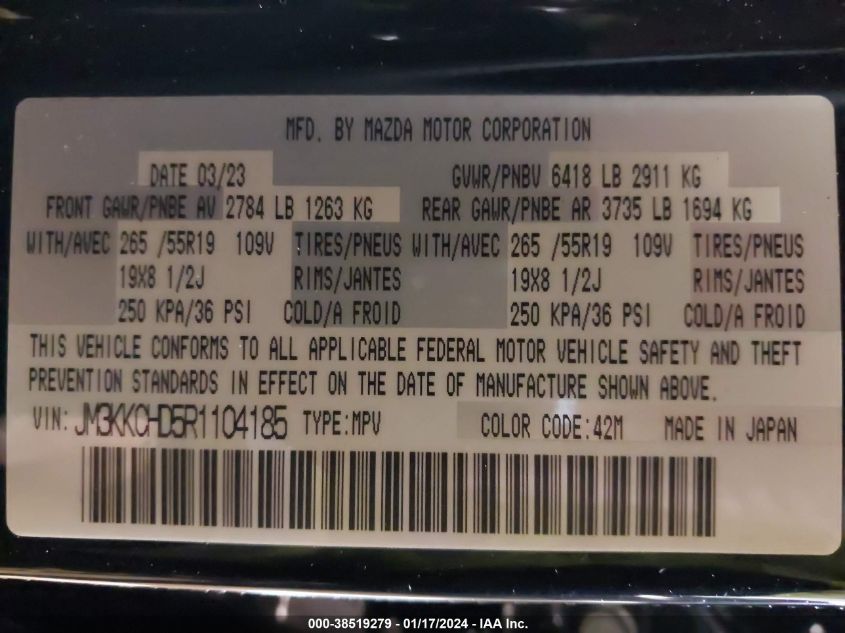 MFD. BY MAZDA MOTOR CORPORATION
DATE 03/23 GVWR/PNBV 6418 LB 2911 KG
FRONT GAWR/PNBE AV 2784 LB 1263 KG REAR GAWR/PNBE AR 3735 LB 1694 KG
WITH/AVEC 265 /55R19 109V TIRES/PNEUS WITH/AVEC 265 /55R19 109V TIRES/PNEUS
19X8 1/2J RIMS/JANTES 19X8 1/2J RIMS/JANTES
250 KPA/36 PSI COLD/A FROID 250 KPA/36 PSI COLD/A FROID
THIS VEHICLE CONFORMS TO ALL APPLICABLE FEDERAL MOTOR VEHICLE SAFETY AND THEFT
PREVENTION STANDARDS IN EFFECT ON THE DATE OF MANUFACTURE SHOWN ABOVE.
VIN: JM3KKCHD5R1104185 TYPE:MPV COLOR CODE:42M MADE IN JAPAN
000-38519279 - 01/17/2024 - IAA Inc.